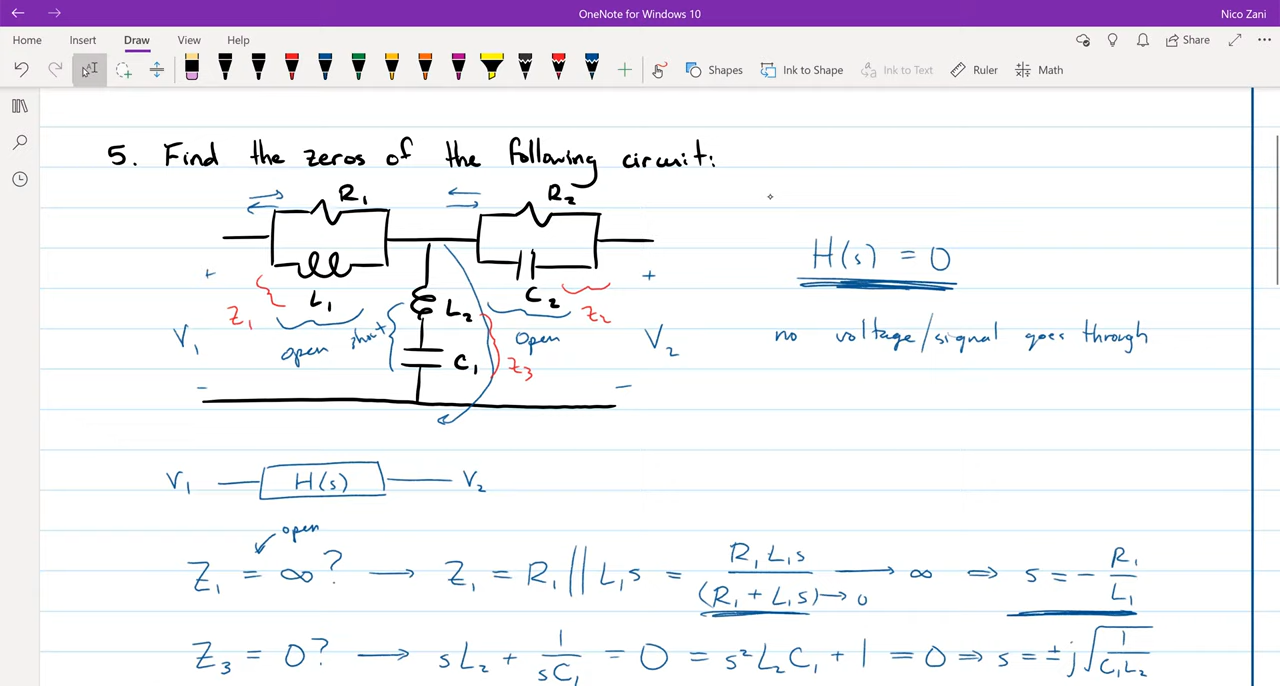 OneNote for Windows 10
Nico Zani
Home Insert Draw View Help
Share
Shapes Ink to Shape Ink to Text Ruler Math
5. Find the zeros of the following circuit:
R₁ R₂
H(s) = 0
+ L₁ L₂ C₂ +
Z₁ Z₂
V₁ open short C₁ open Z₃ V₂
no voltage/signal goes through
− −
V₁ H(s) V₂
open
Z₁ = ∞? → Z₁ = R₁ || L₁s = R₁L₁s / (R₁ + L₁s) → 0 → ∞ ⇒ s = − R₁/L₁
Z₃ = 0? → sL₂ + 1/sC₁ = 0 = s²L₂C₁ + 1 = 0 ⇒ s = ±j√(1/C₁L₂)